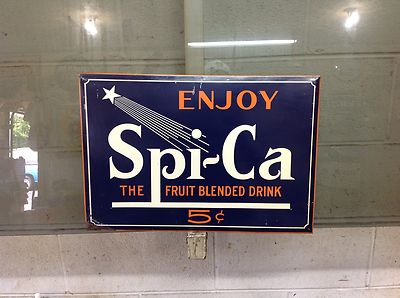 ENJOY
Spi-Ca
THE FRUIT BLENDED DRINK
5¢